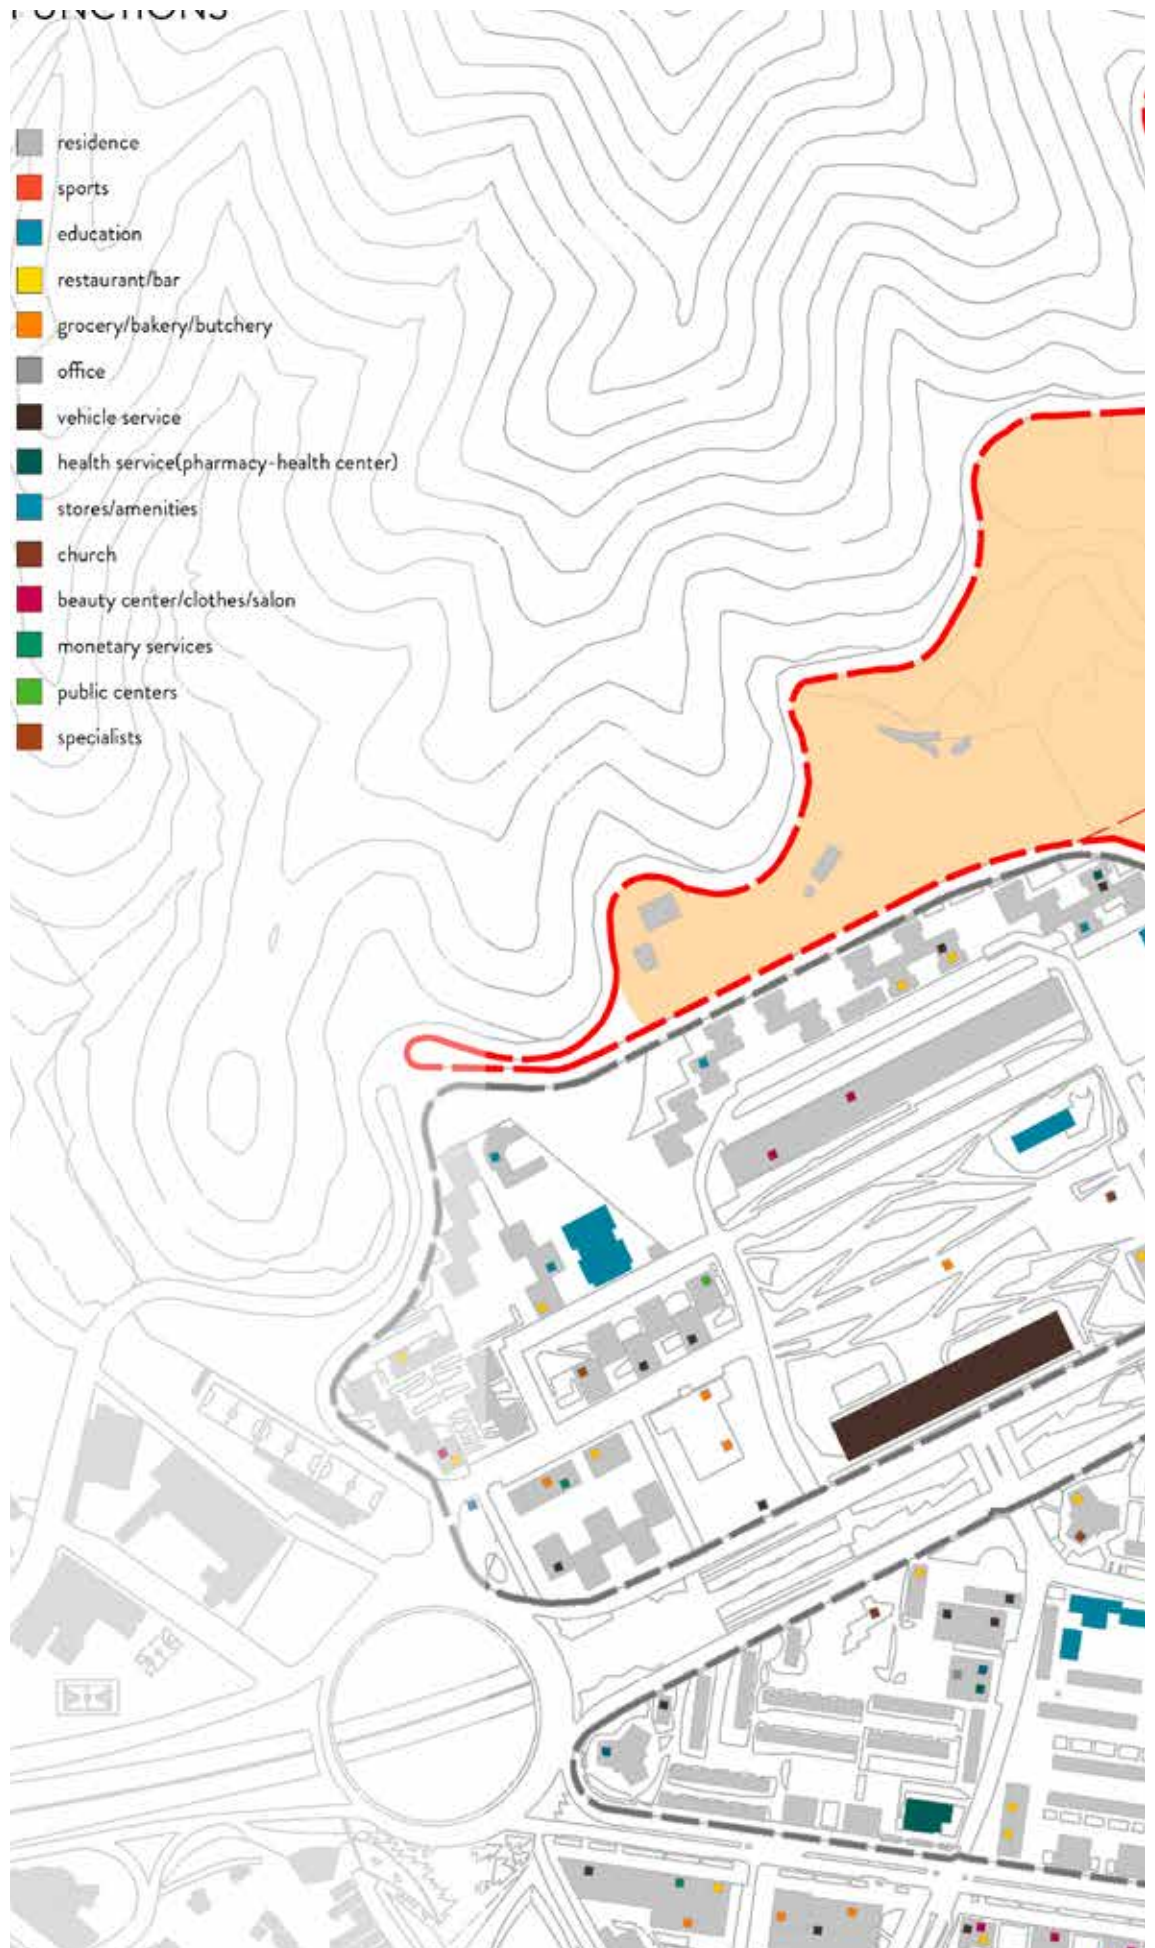 FUNCTIONS
residence
sports
education
restaurant/bar
grocery/bakery/butchery
office
vehicle service
health service(pharmacy-health center)
stores/amenities
church
beauty center/clothes/salon
monetary services
public centers
specialists